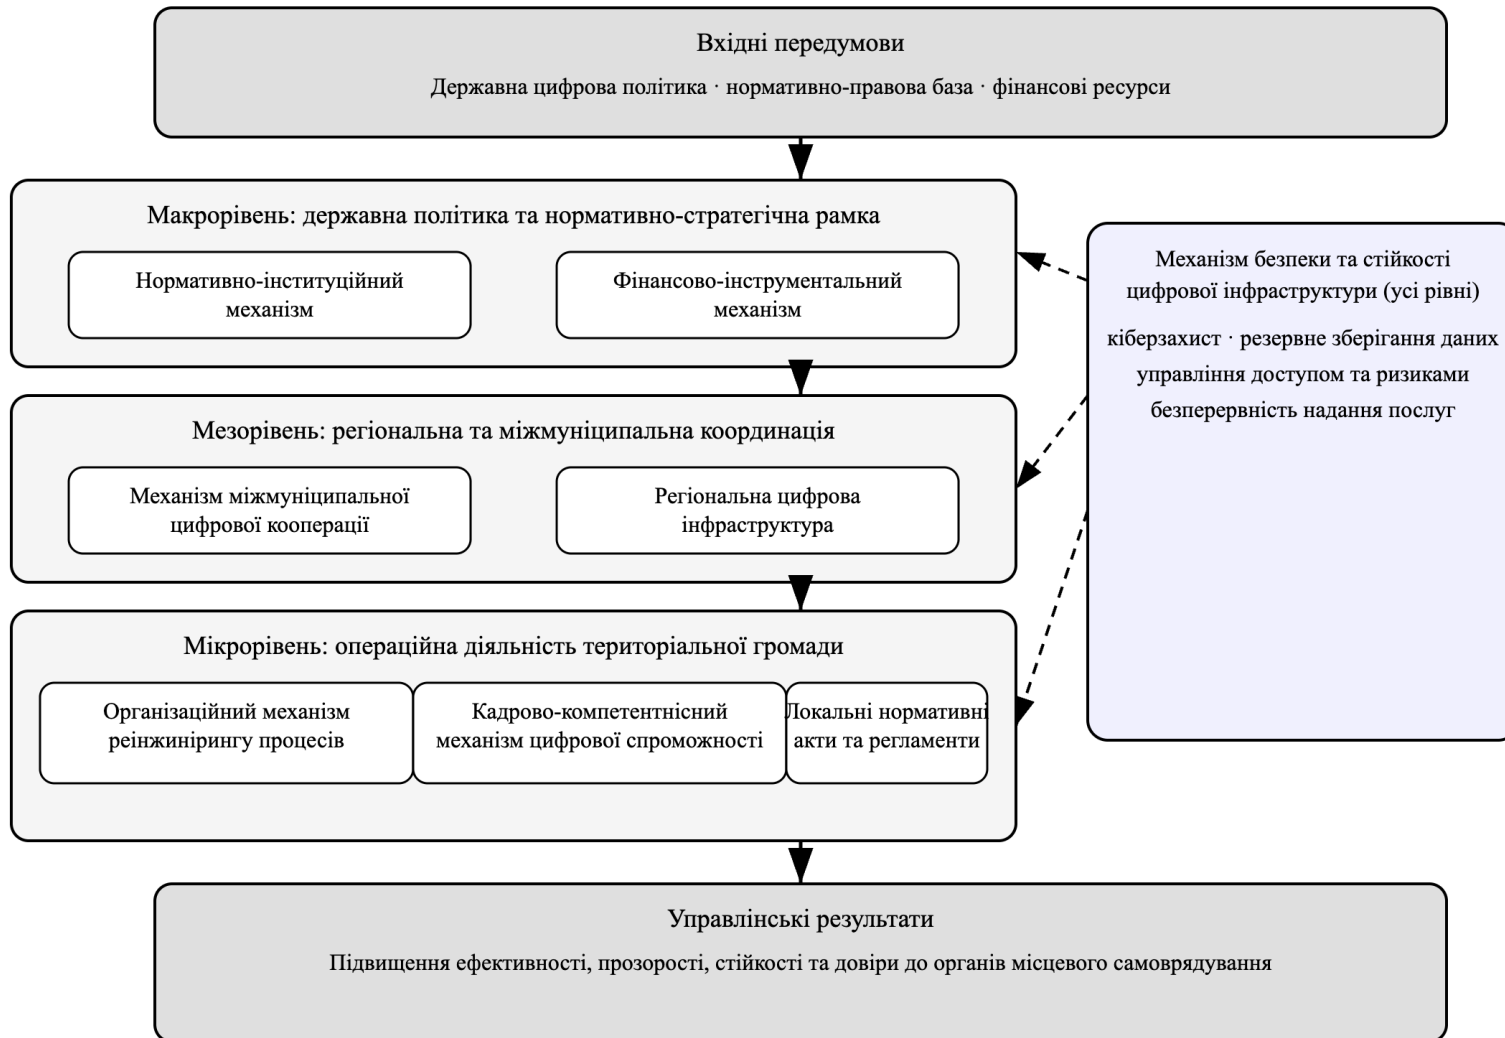 Вхідні передумови
Державна цифрова політика · нормативно-правова база · фінансові ресурси
Макрорівень: державна політика та нормативно-стратегічна рамка
Нормативно-інституційний
механізм
Фінансово-інструментальний
механізм
Механізм безпеки та стійкості
цифрової інфраструктури (усі рівні)
кіберзахист · резервне зберігання даних
управління доступом та ризиками
безперервність надання послуг
Мезорівень: регіональна та міжмуніципальна координація
Механізм міжмуніципальної
цифрової кооперації
Регіональна цифрова
інфраструктура
Мікрорівень: операційна діяльність територіальної громади
Організаційний механізм
реінжинірингу процесів
Кадрово-компетентнісний
механізм цифрової спроможності
Локальні нормативні
акти та регламенти
Управлінські результати
Підвищення ефективності, прозорості, стійкості та довіри до органів місцевого самоврядування